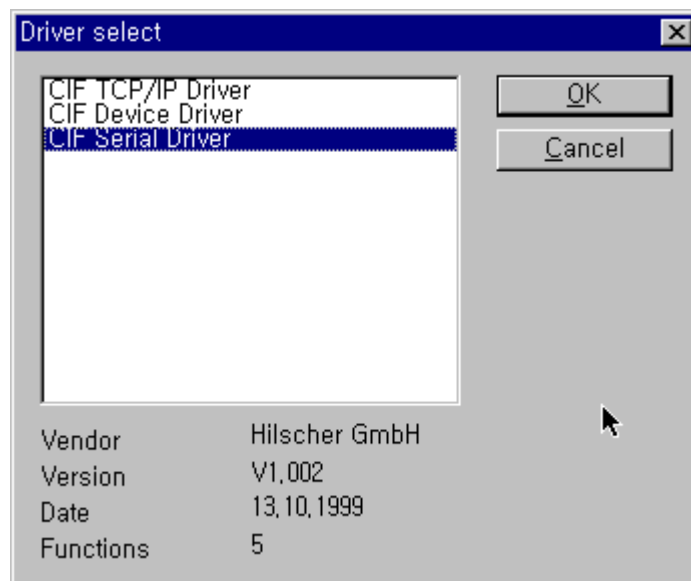 Driver select
CIF TCP/IP Driver
CIF Device Driver
CIF Serial Driver
OK
Cancel
Vendor Hilscher GmbH
Version V1,002
Date 13,10,1999
Functions 5